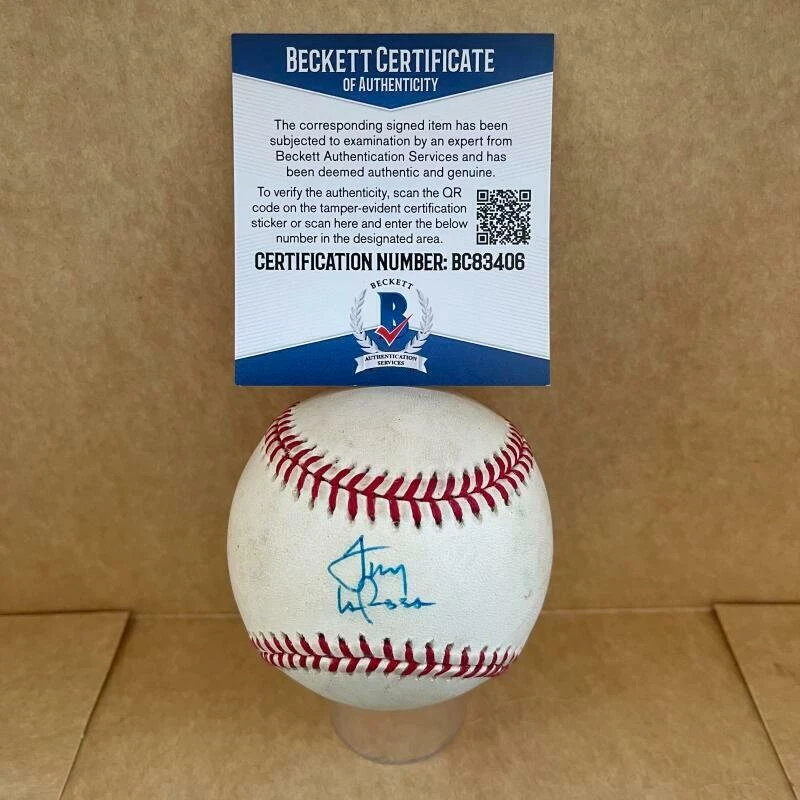 BECKETT CERTIFICATE
OF AUTHENTICITY
The corresponding signed item has been
subjected to examination by an expert from
Beckett Authentication Services and has
been deemed authentic and genuine.
To verify the authenticity, scan the QR
code on the tamper-evident certification
sticker or scan here and enter the below
number in the designated area.
CERTIFICATION NUMBER: BC83406
BECKETT
B
AUTHENTICATION
SERVICES
Tony
La Russa